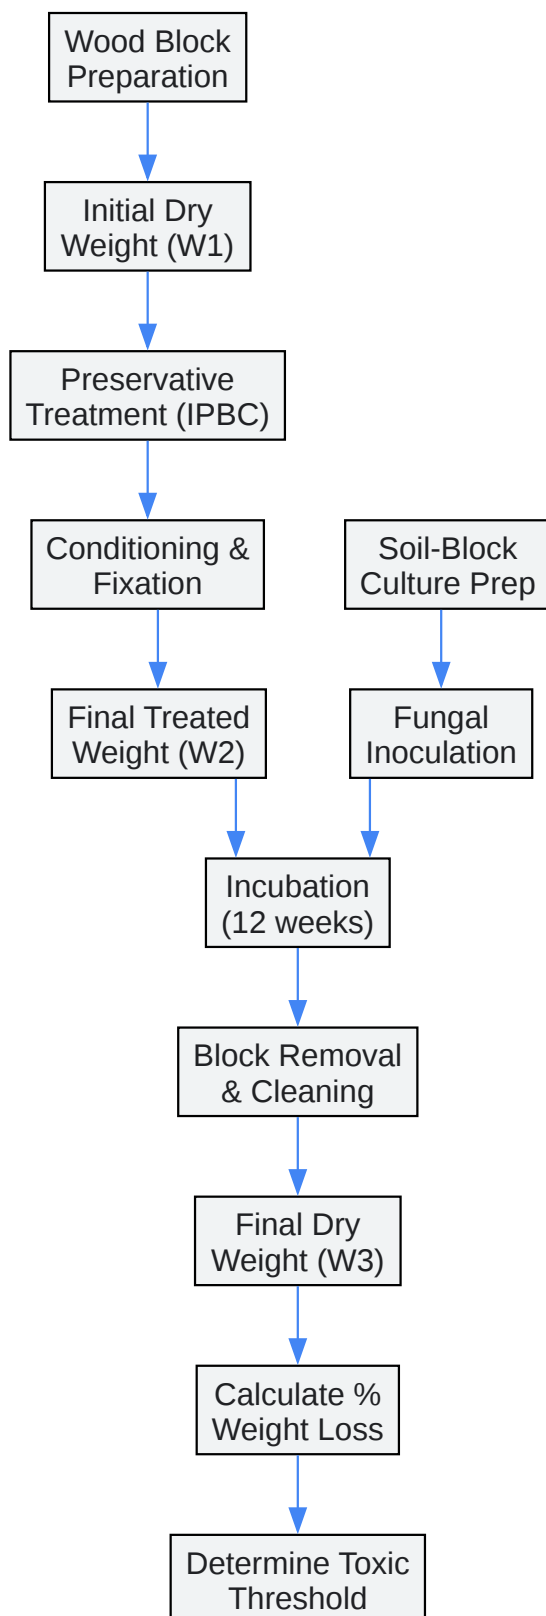 Wood Block
Preparation
Initial Dry
Weight (W1)
Preservative
Treatment (IPBC)
Conditioning &
Fixation
Soil-Block
Culture Prep
Final Treated
Weight (W2)
Fungal
Inoculation
Incubation
(12 weeks)
Block Removal
& Cleaning
Final Dry
Weight (W3)
Calculate %
Weight Loss
Determine Toxic
Threshold